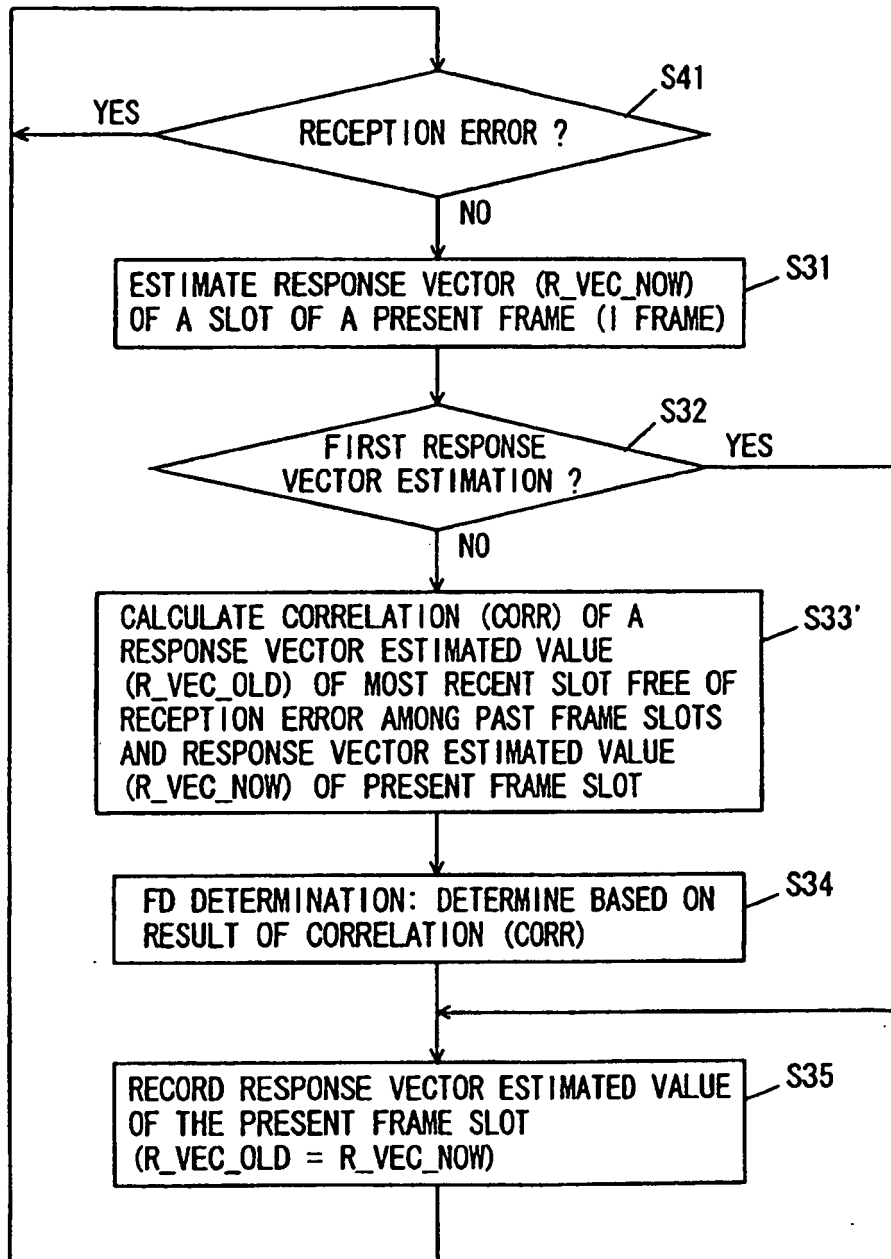 S41
YES
RECEPTION ERROR ?
NO
S31
ESTIMATE RESPONSE VECTOR (R_VEC_NOW)
OF A SLOT OF A PRESENT FRAME (I FRAME)
S32
FIRST RESPONSE
VECTOR ESTIMATION ?
YES
NO
S33'
CALCULATE CORRELATION (CORR) OF A
RESPONSE VECTOR ESTIMATED VALUE
(R_VEC_OLD) OF MOST RECENT SLOT FREE OF
RECEPTION ERROR AMONG PAST FRAME SLOTS
AND RESPONSE VECTOR ESTIMATED VALUE
(R_VEC_NOW) OF PRESENT FRAME SLOT
S34
FD DETERMINATION: DETERMINE BASED ON
RESULT OF CORRELATION (CORR)
S35
RECORD RESPONSE VECTOR ESTIMATED VALUE
OF THE PRESENT FRAME SLOT
(R_VEC_OLD = R_VEC_NOW)